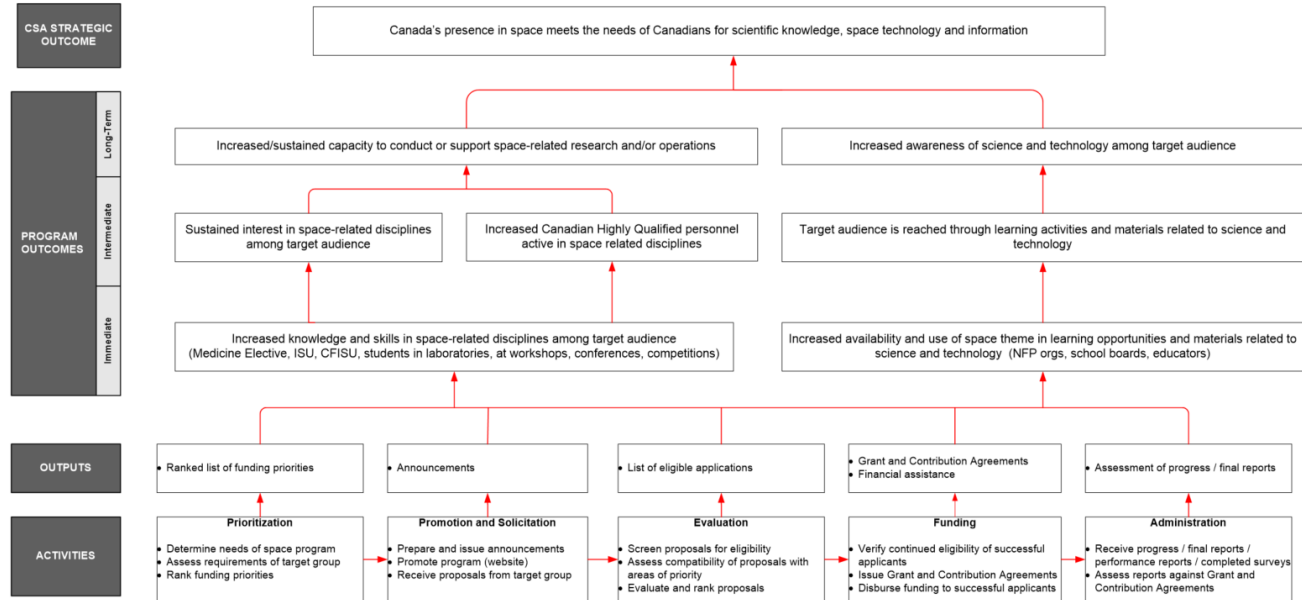 CSA STRATEGIC
OUTCOME
Canada's presence in space meets the needs of Canadians for scientific knowledge, space technology and information
PROGRAM
OUTCOMES
Long-Term
Increased/sustained capacity to conduct or support space-related research and/or operations
Increased awareness of science and technology among target audience
Intermediate
Sustained interest in space-related disciplines
among target audience
Increased Canadian Highly Qualified personnel
active in space related disciplines
Target audience is reached through learning activities and materials related to science and
technology
Immediate
Increased knowledge and skills in space-related disciplines among target audience
(Medicine Elective, ISU, CFISU, students in laboratories, at workshops, conferences, competitions)
Increased availability and use of space theme in learning opportunities and materials related to
science and technology (NFP orgs, school boards, educators)
OUTPUTS
• Ranked list of funding priorities
• Announcements
• List of eligible applications
• Grant and Contribution Agreements
• Financial assistance
• Assessment of progress / final reports
ACTIVITIES
Prioritization
• Determine needs of space program
• Assess requirements of target group
• Rank funding priorities
Promotion and Solicitation
• Prepare and issue announcements
• Promote program (website)
• Receive proposals from target group
Evaluation
• Screen proposals for eligibility
• Assess compatibility of proposals with
areas of priority
• Evaluate and rank proposals
Funding
• Verify continued eligibility of successful
applicants
• Issue Grant and Contribution Agreements
• Disburse funding to successful applicants
Administration
• Receive progress / final reports /
performance reports / completed surveys
• Assess reports against Grant and
Contribution Agreements